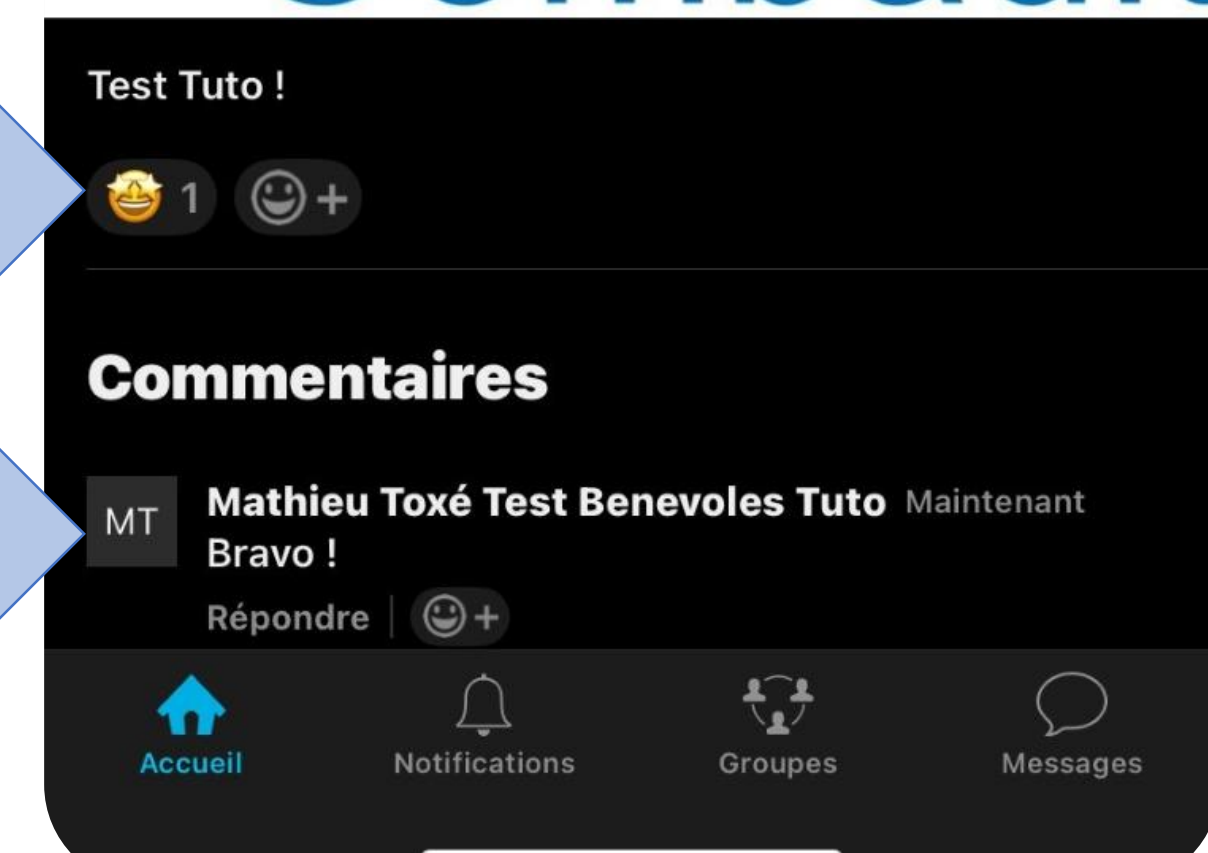 Test Tuto !
🤩 1
Commentaires
Mathieu Toxé Test Benevoles Tuto Maintenant
MT
Bravo !
Répondre
Accueil Notifications Groupes Messages